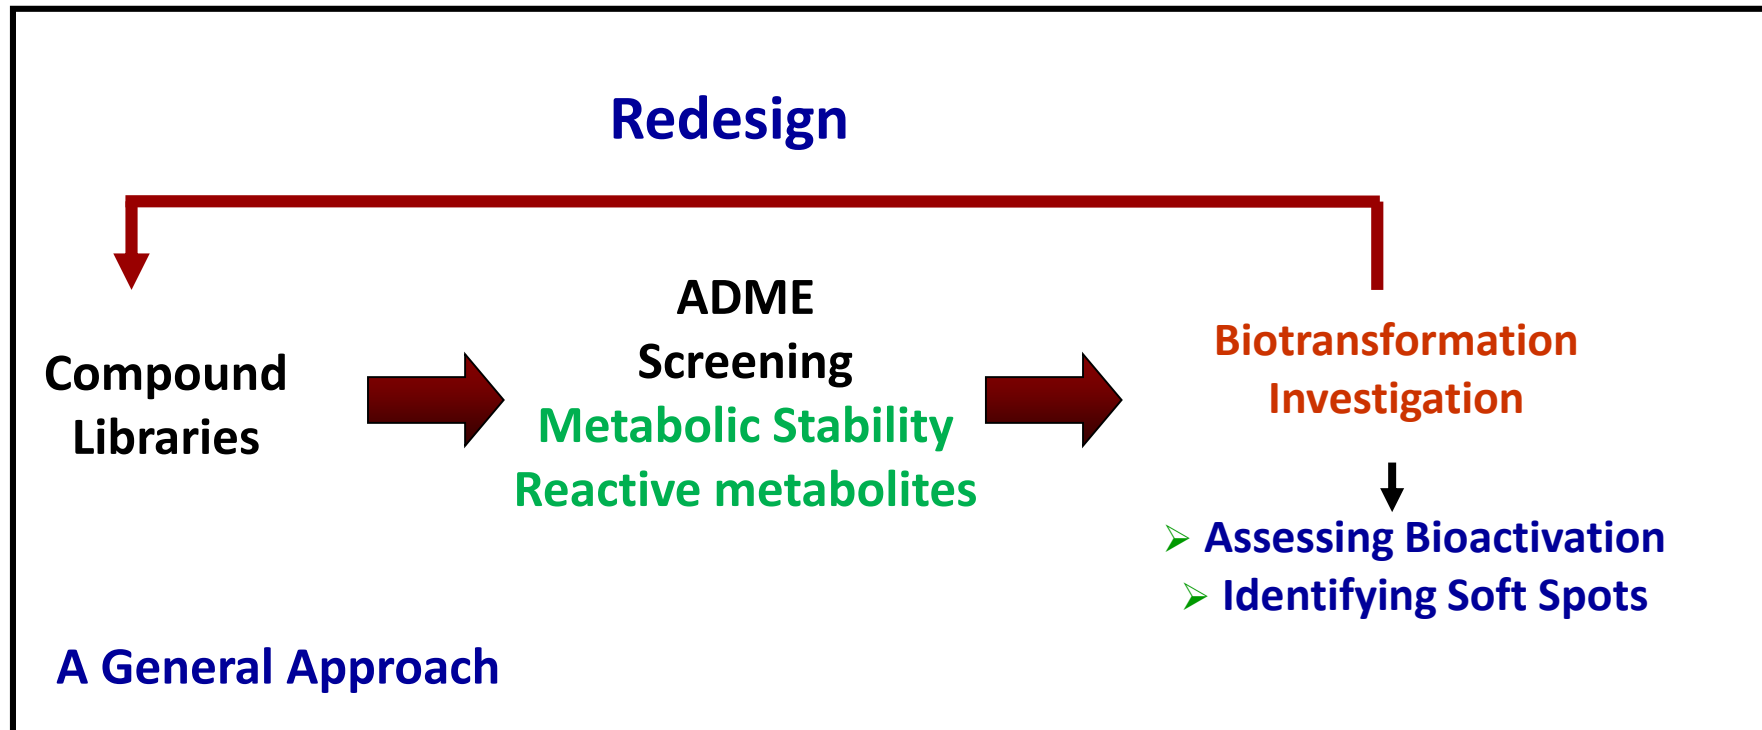 Redesign
Compound
Libraries
ADME
Screening
Metabolic Stability
Reactive metabolites
Biotransformation
Investigation
Assessing Bioactivation
Identifying Soft Spots
A General Approach